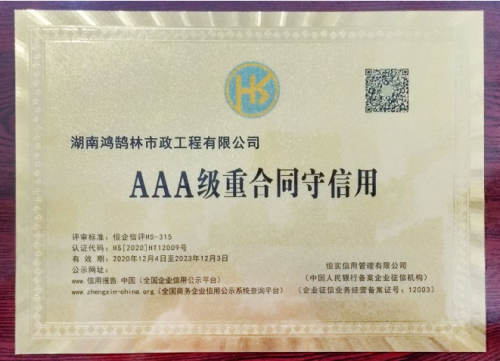 HS
湖南鸿鹄林市政工程有限公司
AAA级重合同守信用
评审标准: 恒企信评HS-315
认证代码: HS[2020]HT12009号
有 效 期: 2020年12月4日至2023年12月3日
公示网址:
www.信用报告.中国（全国企业信用公示平台）
www.zhengxin-china.org（全国商务企业信用公示系统查询平台）
恒实信用管理有限公司
（中国人民银行备案企业征信机构）
（企业征信业务经营备案证号: 12003）